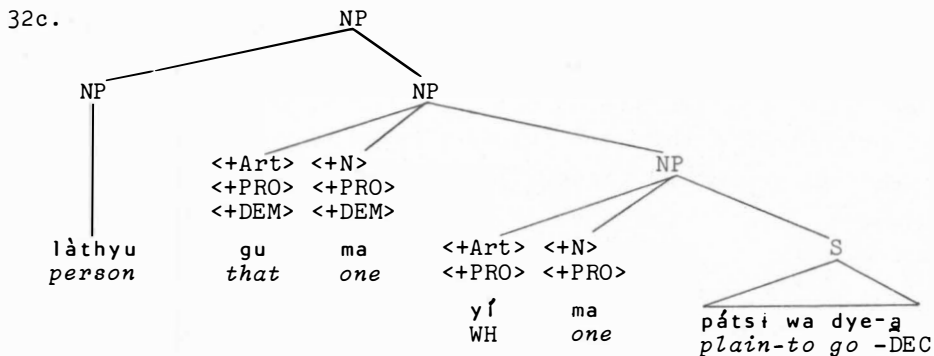 32c. NP
NP NP
<+Art> <+N> NP
<+PRO> <+PRO>
<+DEM> <+DEM>
làthyu gu ma <+Art> <+N> S
person that one <+PRO> <+PRO>
yí ma pátsɨ wa dye-ą
WH one plain-to go -DEC